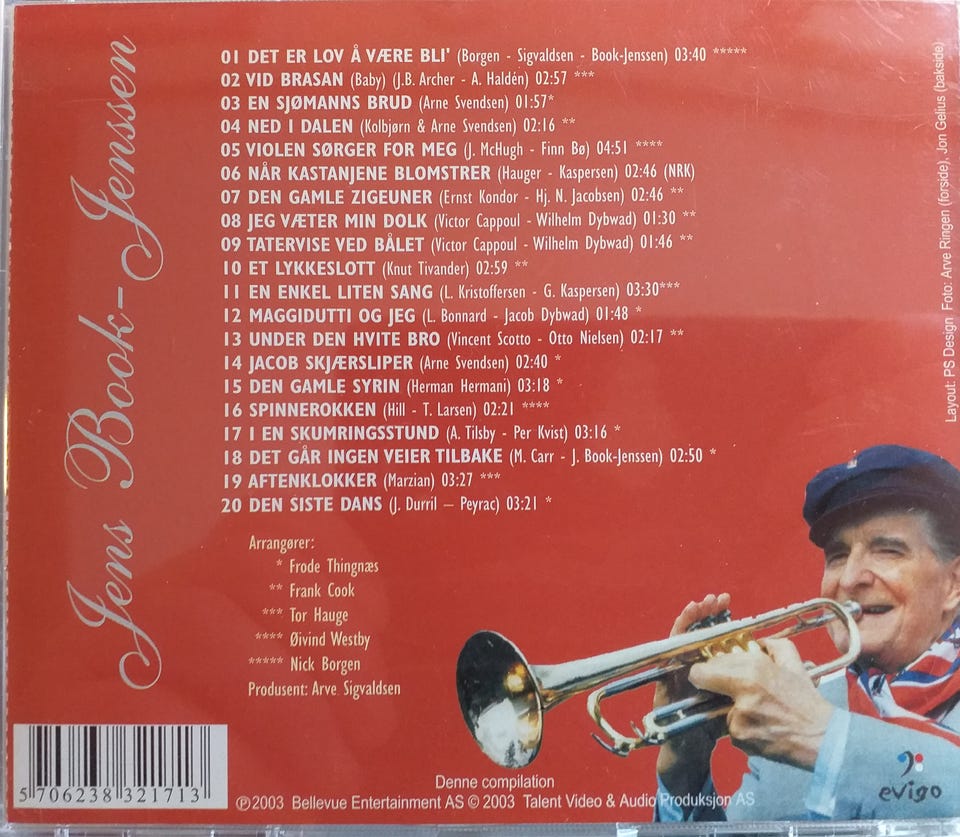 Jens Book-Jenssen
01 DET ER LOV Å VÆRE BLI' (Borgen - Sigvaldsen - Book-Jenssen) 03:40 *****
02 VID BRASAN (Baby) (J.B. Archer - A. Haldén) 02:57 ***
03 EN SJØMANNS BRUD (Arne Svendsen) 01:57*
04 NED I DALEN (Kolbjørn & Arne Svendsen) 02:16 **
05 VIOLEN SØRGER FOR MEG (J. McHugh - Finn Bø) 04:51 ****
06 NÅR KASTANJENE BLOMSTRER (Hauger - Kaspersen) 02:46 (NRK)
07 DEN GAMLE ZIGEUNER (Ernst Kondor - Hj. N. Jacobsen) 02:46 **
08 JEG VÆTER MIN DOLK (Victor Cappoul - Wilhelm Dybwad) 01:30 **
09 TATERVISE VED BÅLET (Victor Cappoul - Wilhelm Dybwad) 01:46 **
10 ET LYKKESLOTT (Knut Tivander) 02:59 **
11 EN ENKEL LITEN SANG (L. Kristoffersen - G. Kaspersen) 03:30***
12 MAGGIDUTTI OG JEG (L. Bonnard - Jacob Dybwad) 01:48 *
13 UNDER DEN HVITE BRO (Vincent Scotto - Otto Nielsen) 02:17 **
14 JACOB SKJÆRSLIPER (Arne Svendsen) 02:40 *
15 DEN GAMLE SYRIN (Herman Hermani) 03:18 *
16 SPINNEROKKEN (Hill - T. Larsen) 02:21 ****
17 I EN SKUMRINGSSTUND (A. Tilsby - Per Kvist) 03:16 *
18 DET GÅR INGEN VEIER TILBAKE (M. Carr - J. Book-Jenssen) 02:50 *
19 AFTENKLOKKER (Marzian) 03:27 ***
20 DEN SISTE DANS (J. Durril – Peyrac) 03:21 *
Arrangører:
* Frode Thingnæs
** Frank Cook
*** Tor Hauge
**** Øivind Westby
***** Nick Borgen
Produsent: Arve Sigvaldsen
Layout: PS Design Foto: Arve Ringen (forside), Jon Gelius (bakside)
5 706238 321713
Denne compilation
℗2003 Bellevue Entertainment AS © 2003 Talent Video & Audio Produksjon AS
evigo